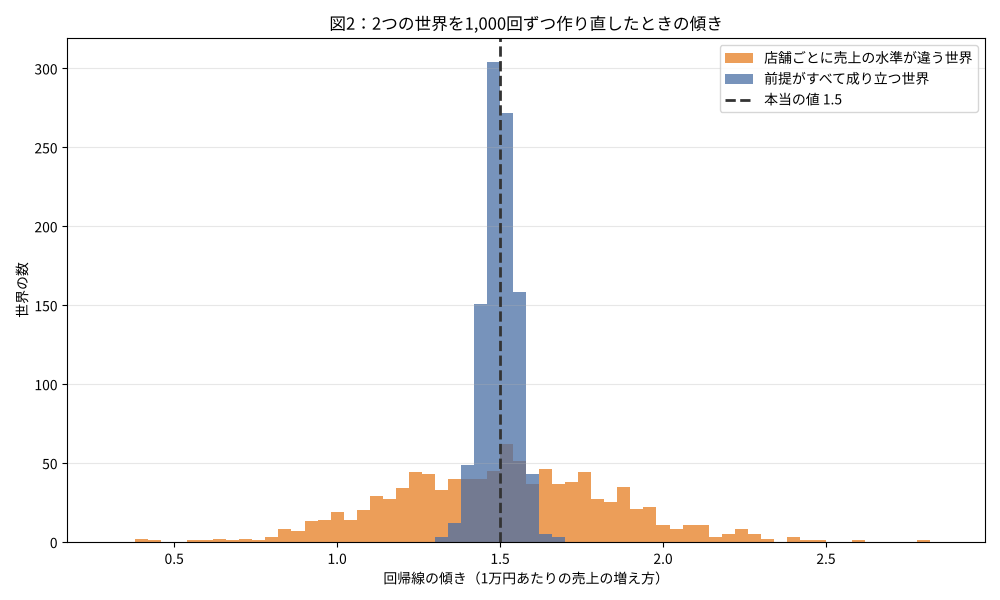 図2：2つの世界を1,000回ずつ作り直したときの傾き
店舗ごとに売上の水準が違う世界
前提がすべて成り立つ世界
本当の値 1.5
世界の数
300
250
200
150
100
50
0
0.5 1.0 1.5 2.0 2.5
回帰線の傾き（1万円あたりの売上の増え方）